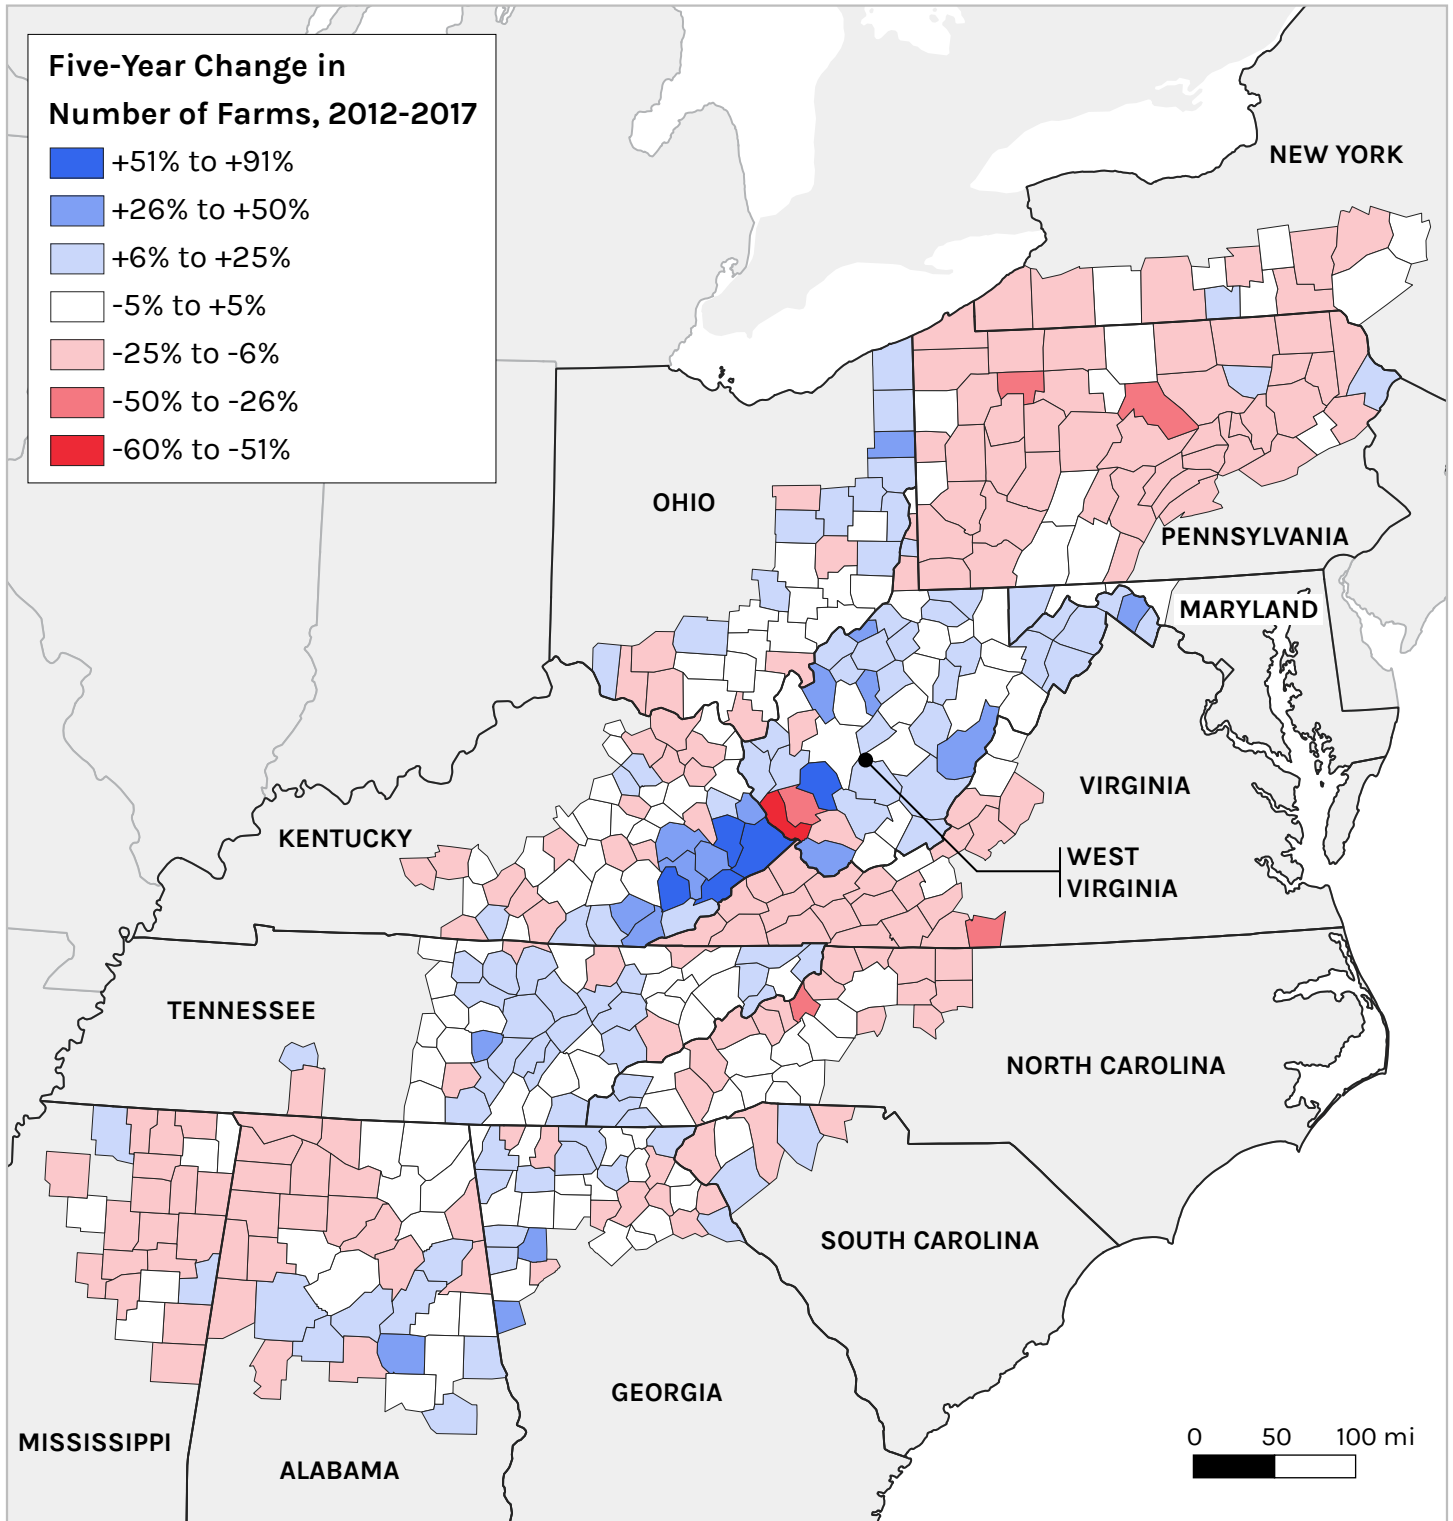 Five-Year Change in
Number of Farms, 2012-2017
+51% to +91%
+26% to +50%
+6% to +25%
-5% to +5%
-25% to -6%
-50% to -26%
-60% to -51%
NEW YORK
OHIO
PENNSYLVANIA
MARYLAND
VIRGINIA
KENTUCKY
WEST
VIRGINIA
TENNESSEE
NORTH CAROLINA
SOUTH CAROLINA
GEORGIA
MISSISSIPPI
ALABAMA
0 50 100 mi